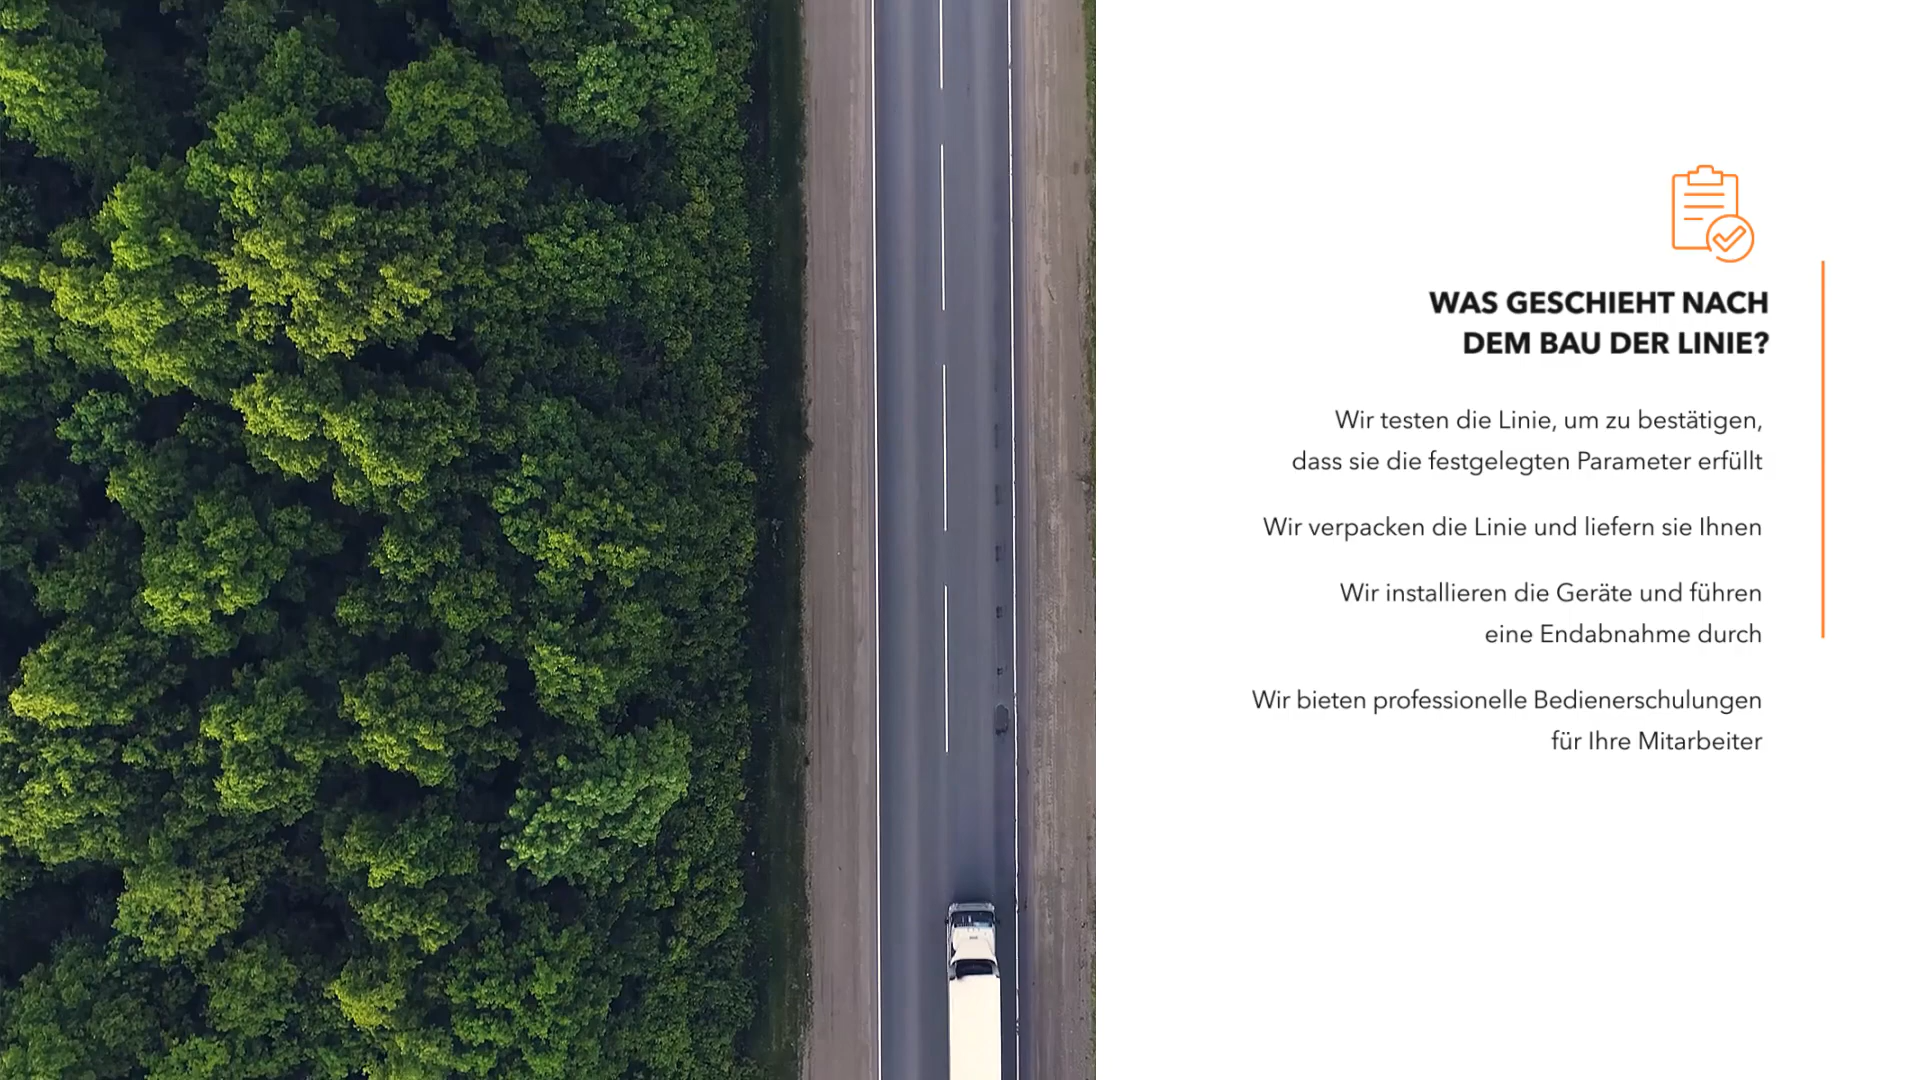 WAS GESCHIEHT NACH
DEM BAU DER LINIE?
Wir testen die Linie, um zu bestätigen,
dass sie die festgelegten Parameter erfüllt
Wir verpacken die Linie und liefern sie Ihnen
Wir installieren die Geräte und führen
eine Endabnahme durch
Wir bieten professionelle Bedienerschulungen
für Ihre Mitarbeiter